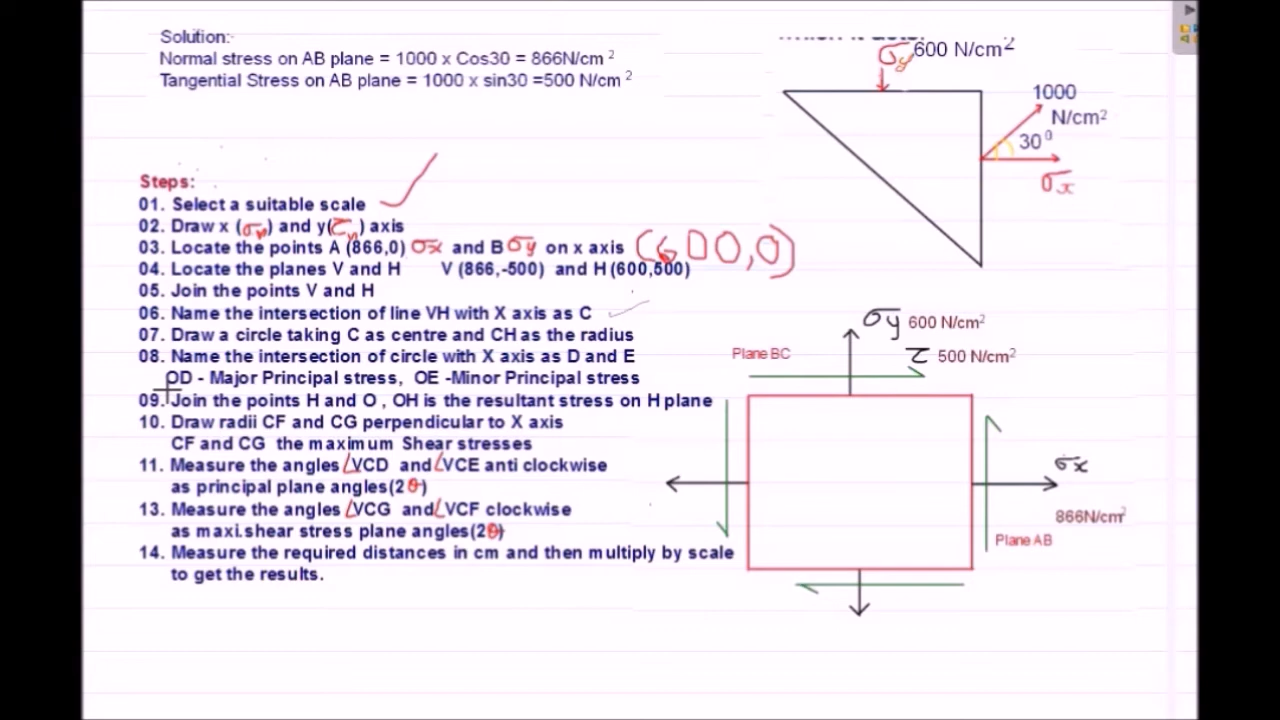 Solution:
Normal stress on AB plane = 1000 x Cos30 = 866N/cm 2
Tangential Stress on AB plane = 1000 x sin30 =500 N/cm 2
σy 600 N/cm2
1000
N/cm2
30⁰
σx
Steps:
01. Select a suitable scale
02. Draw x (σn) and y(τn) axis
03. Locate the points A (866,0) σx and B σy on x axis (600,0)
04. Locate the planes V and H V (866,-500) and H (600,500)
05. Join the points V and H
06. Name the intersection of line VH with X axis as C
07. Draw a circle taking C as centre and CH as the radius
08. Name the intersection of circle with X axis as D and E
OD - Major Principal stress, OE -Minor Principal stress
09. Join the points H and O , OH is the resultant stress on H plane
10. Draw radii CF and CG perpendicular to X axis
CF and CG the maximum Shear stresses
11. Measure the angles ∠VCD and ∠VCE anti clockwise
as principal plane angles(2θ)
13. Measure the angles ∠VCG and ∠VCF clockwise
as maxi.shear stress plane angles(2θ)
14. Measure the required distances in cm and then multiply by scale
to get the results.
σy 600 N/cm2
Plane BC
τ 500 N/cm2
σx
866N/cm2
Plane AB